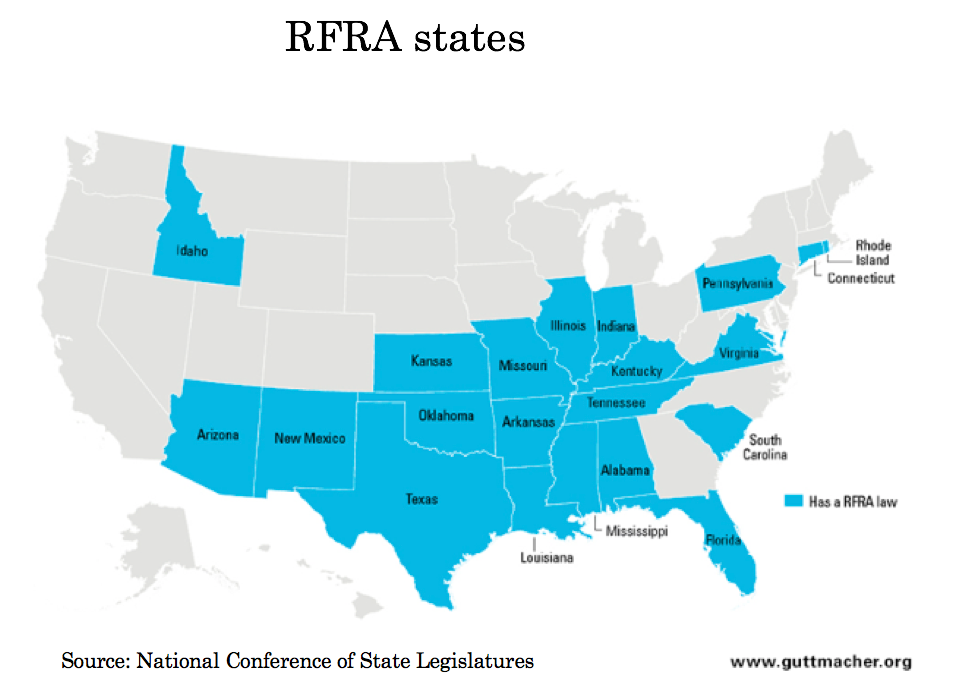 RFRA states
Idaho
Rhode
Island
Connecticut
Pennsylvania
Illinois
Indiana
Virginia
Kansas
Missouri
Kentucky
Tennessee
Oklahoma
Arkansas
Arizona
New Mexico
South
Carolina
Alabama
Texas
Has a RFRA law
Mississippi
Florida
Louisiana
Source: National Conference of State Legislatures
www.guttmacher.org